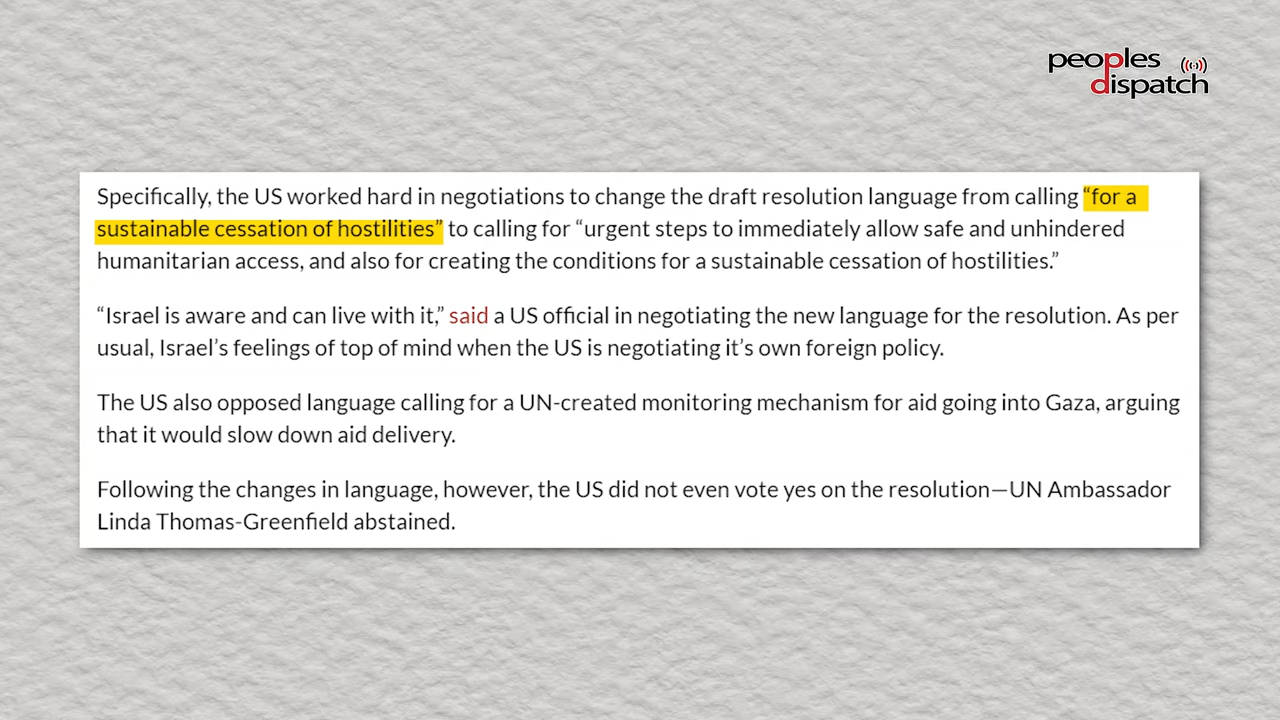 peoples
dispatch
Specifically, the US worked hard in negotiations to change the draft resolution language from calling “for a
sustainable cessation of hostilities” to calling for “urgent steps to immediately allow safe and unhindered
humanitarian access, and also for creating the conditions for a sustainable cessation of hostilities.”
“Israel is aware and can live with it,” said a US official in negotiating the new language for the resolution. As per
usual, Israel’s feelings of top of mind when the US is negotiating it’s own foreign policy.
The US also opposed language calling for a UN-created monitoring mechanism for aid going into Gaza, arguing
that it would slow down aid delivery.
Following the changes in language, however, the US did not even vote yes on the resolution—UN Ambassador
Linda Thomas-Greenfield abstained.